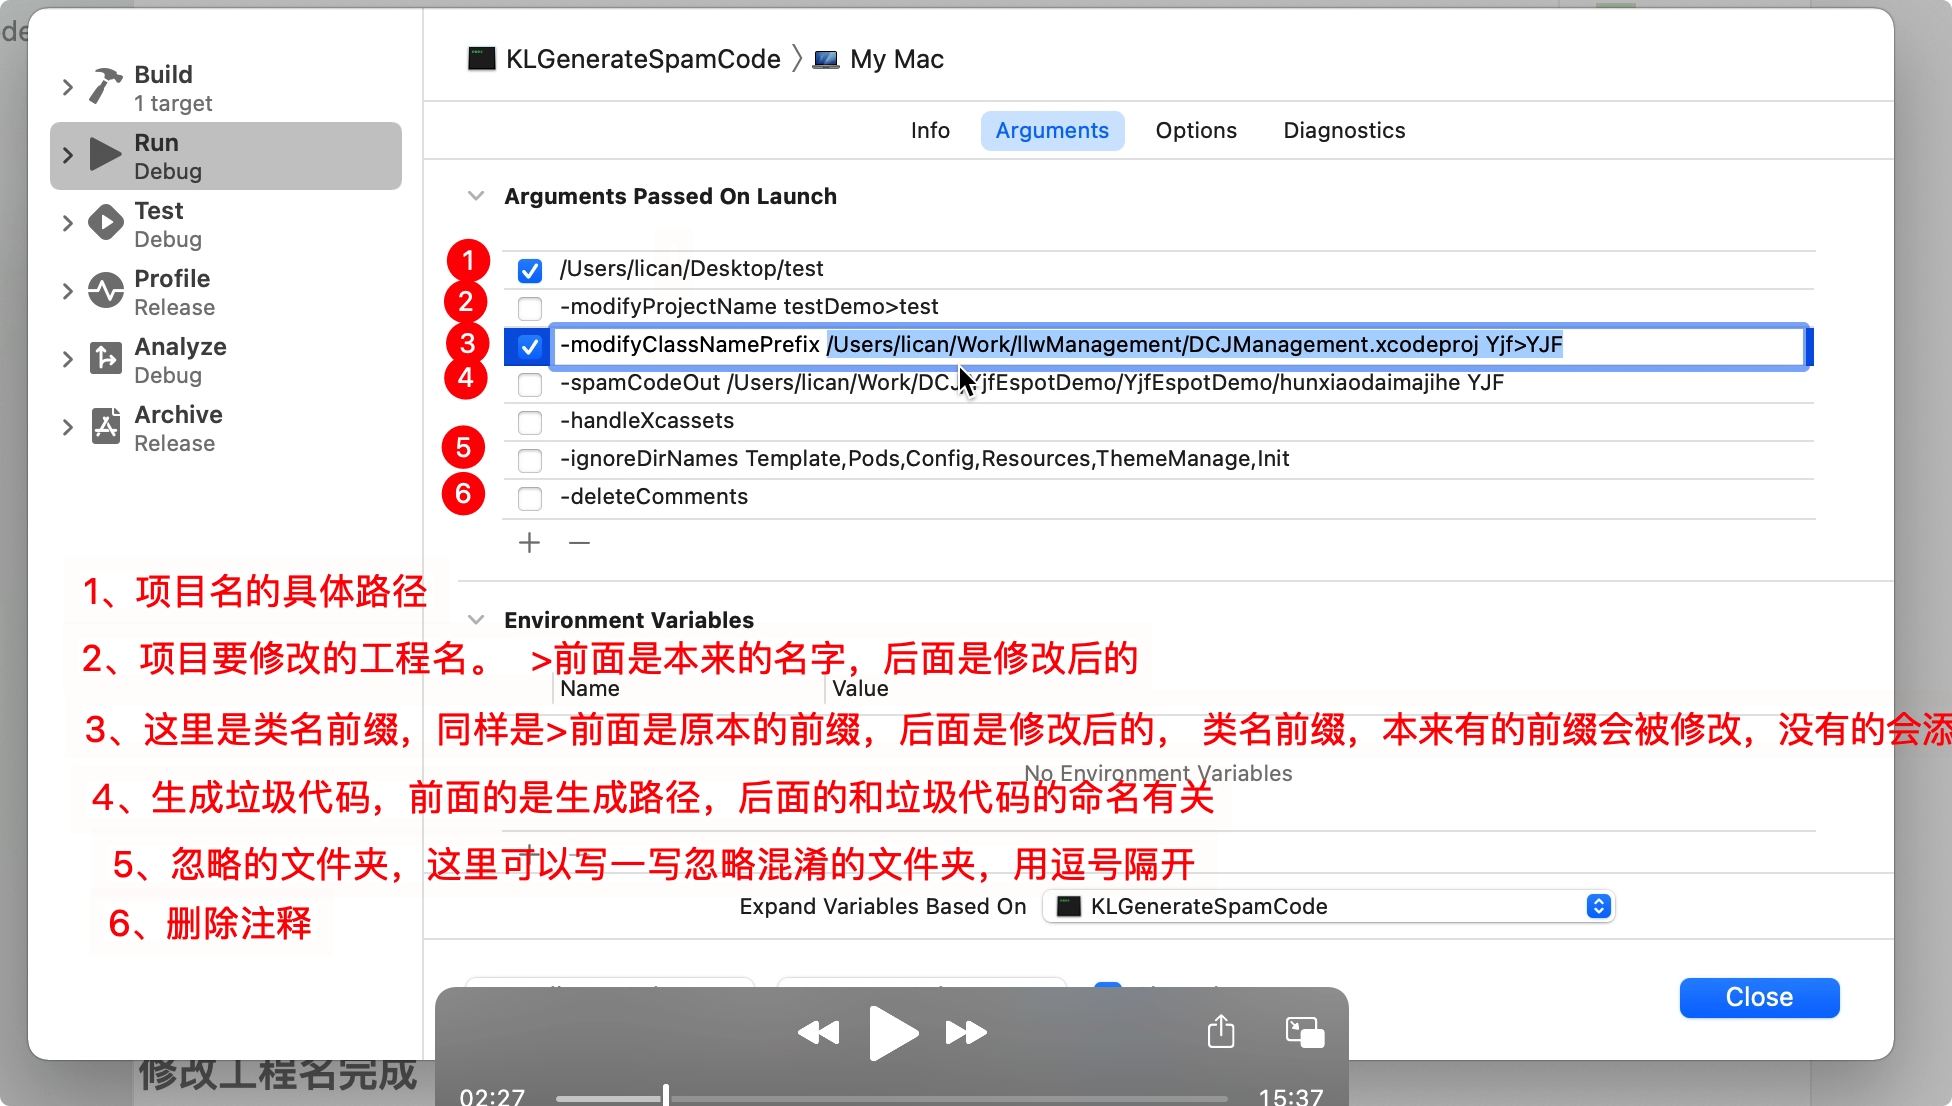 de
KLGenerateSpamCode 〉 My Mac
Build
1 target
Run
Debug
Test
Debug
Profile
Release
Analyze
Debug
Archive
Release
Info Arguments Options Diagnostics
Arguments Passed On Launch
1 /Users/lican/Desktop/test
2 -modifyProjectName testDemo>test
3 -modifyClassNamePrefix /Users/lican/Work/llwManagement/DCJManagement.xcodeproj Yjf>YJF
4 -spamCodeOut /Users/lican/Work/DCJ/YjfEspotDemo/YjfEspotDemo/hunxiaodaimajihe YJF
-handleXcassets
5 -ignoreDirNames Template,Pods,Config,Resources,ThemeManage,Init
6 -deleteComments
1、项目名的具体路径
Environment Variables
2、项目要修改的工程名。 >前面是本来的名字，后面是修改后的
Name Value
3、这里是类名前缀，同样是>前面是原本的前缀，后面是修改后的， 类名前缀，本来有的前缀会被修改，没有的会添
No Environment Variables
4、生成垃圾代码，前面的是生成路径，后面的和垃圾代码的命名有关
5、忽略的文件夹，这里可以写一写忽略混淆的文件夹，用逗号隔开
Expand Variables Based On KLGenerateSpamCode
6、删除注释
Close
修改工程名完成
02:27 15:37